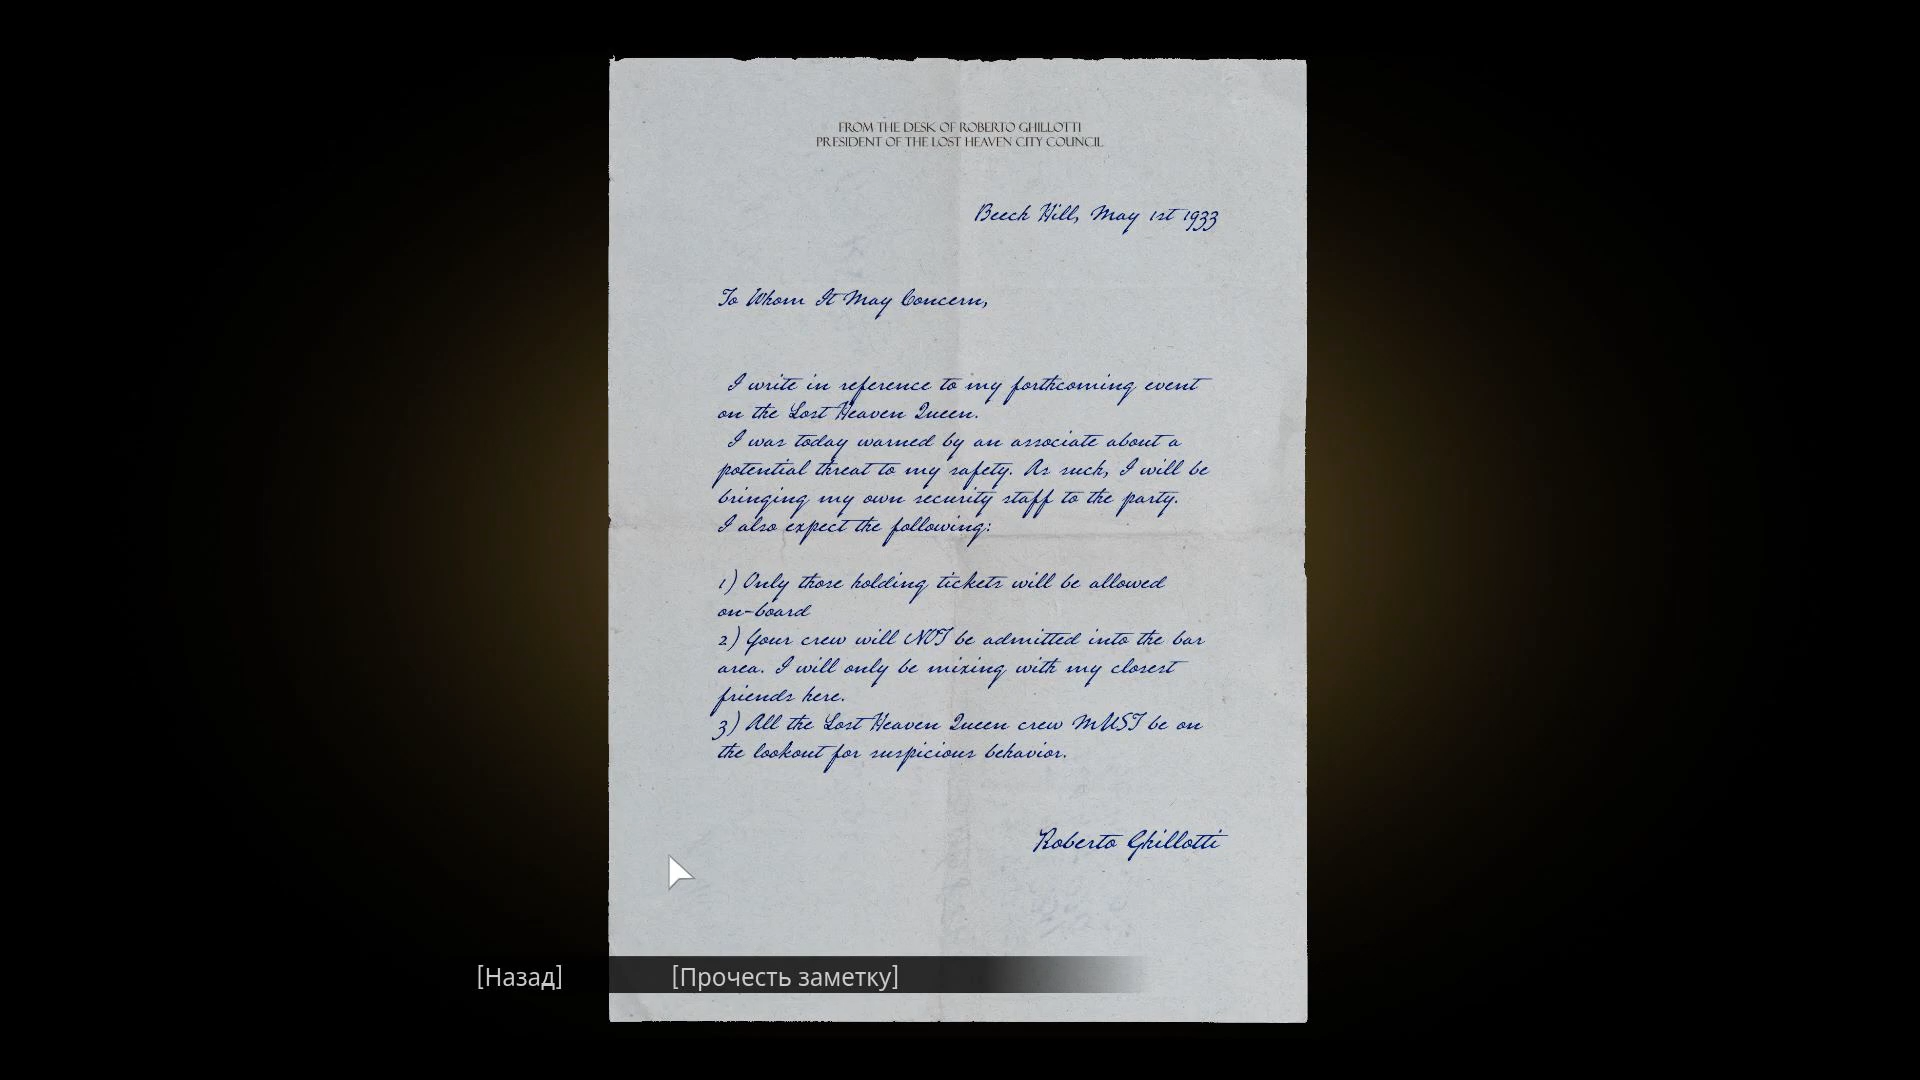 FROM THE DESK OF ROBERTO GHILLOTTI
PRESIDENT OF THE LOST HEAVEN CITY COUNCIL
Beech Hill, May 1st 1933
To Whom It May Concern,
I write in reference to my forthcoming event
on the Lost Heaven Queen.
I was today warned by an associate about a
potential threat to my safety. As such, I will be
bringing my own security staff to the party.
I also expect the following:
1) Only those holding tickets will be allowed
on-board
2) Your crew will NOT be admitted into the bar
area. I will only be mixing with my closest
friends here.
3) All the Lost Heaven Queen crew MUST be on
the lookout for suspicious behavior.
Roberto Ghillotti
[Назад] [Прочесть заметку]